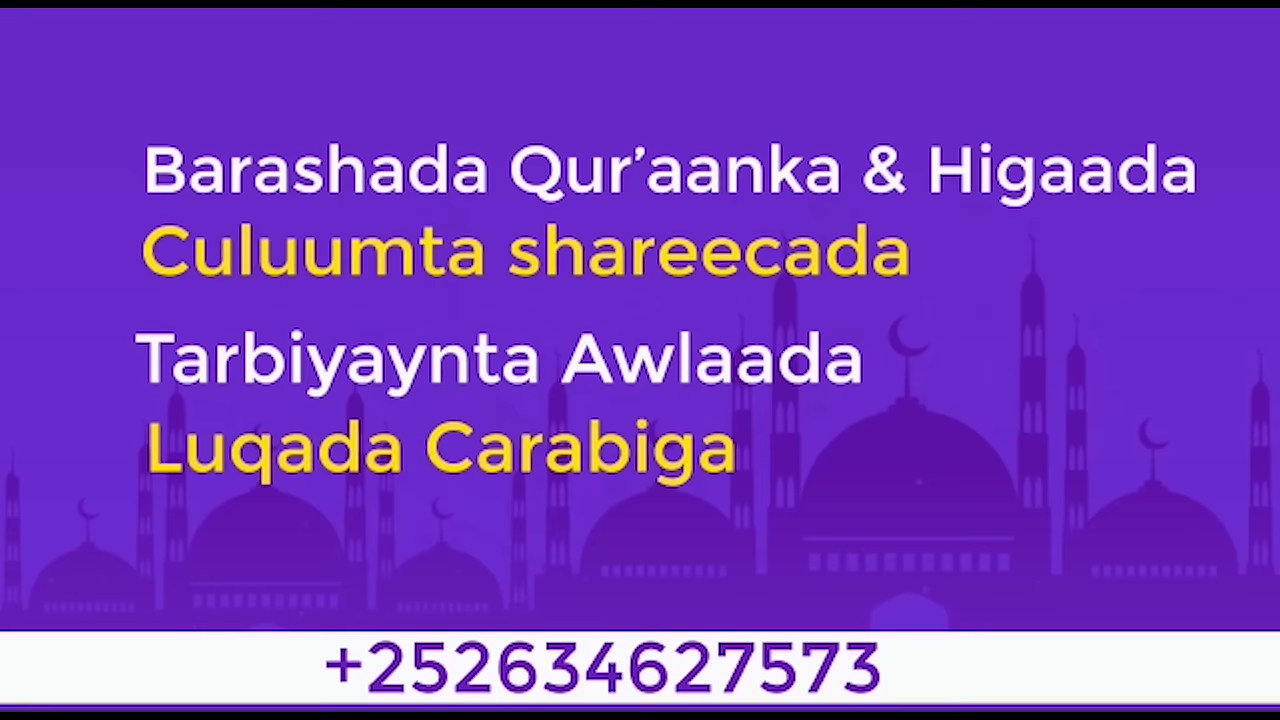 Barashada Qur’aanka & Higaada
Culuumta shareecada
Tarbiyaynta Awlaada
Luqada Carabiga
+252634627573